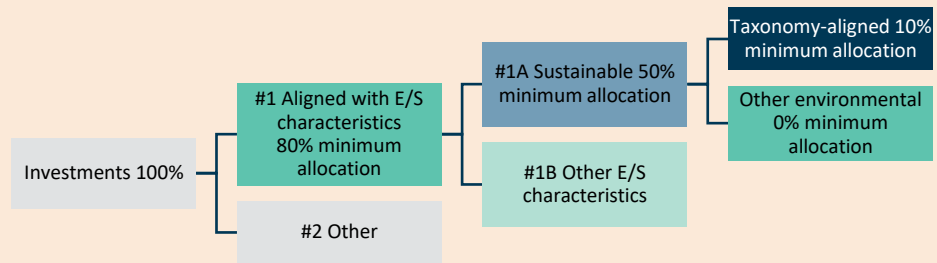 Investments 100%
#1 Aligned with E/S
characteristics
80% minimum
allocation
#2 Other
#1A Sustainable 50%
minimum allocation
#1B Other E/S
characteristics
Taxonomy-aligned 10%
minimum allocation
Other environmental
0% minimum
allocation